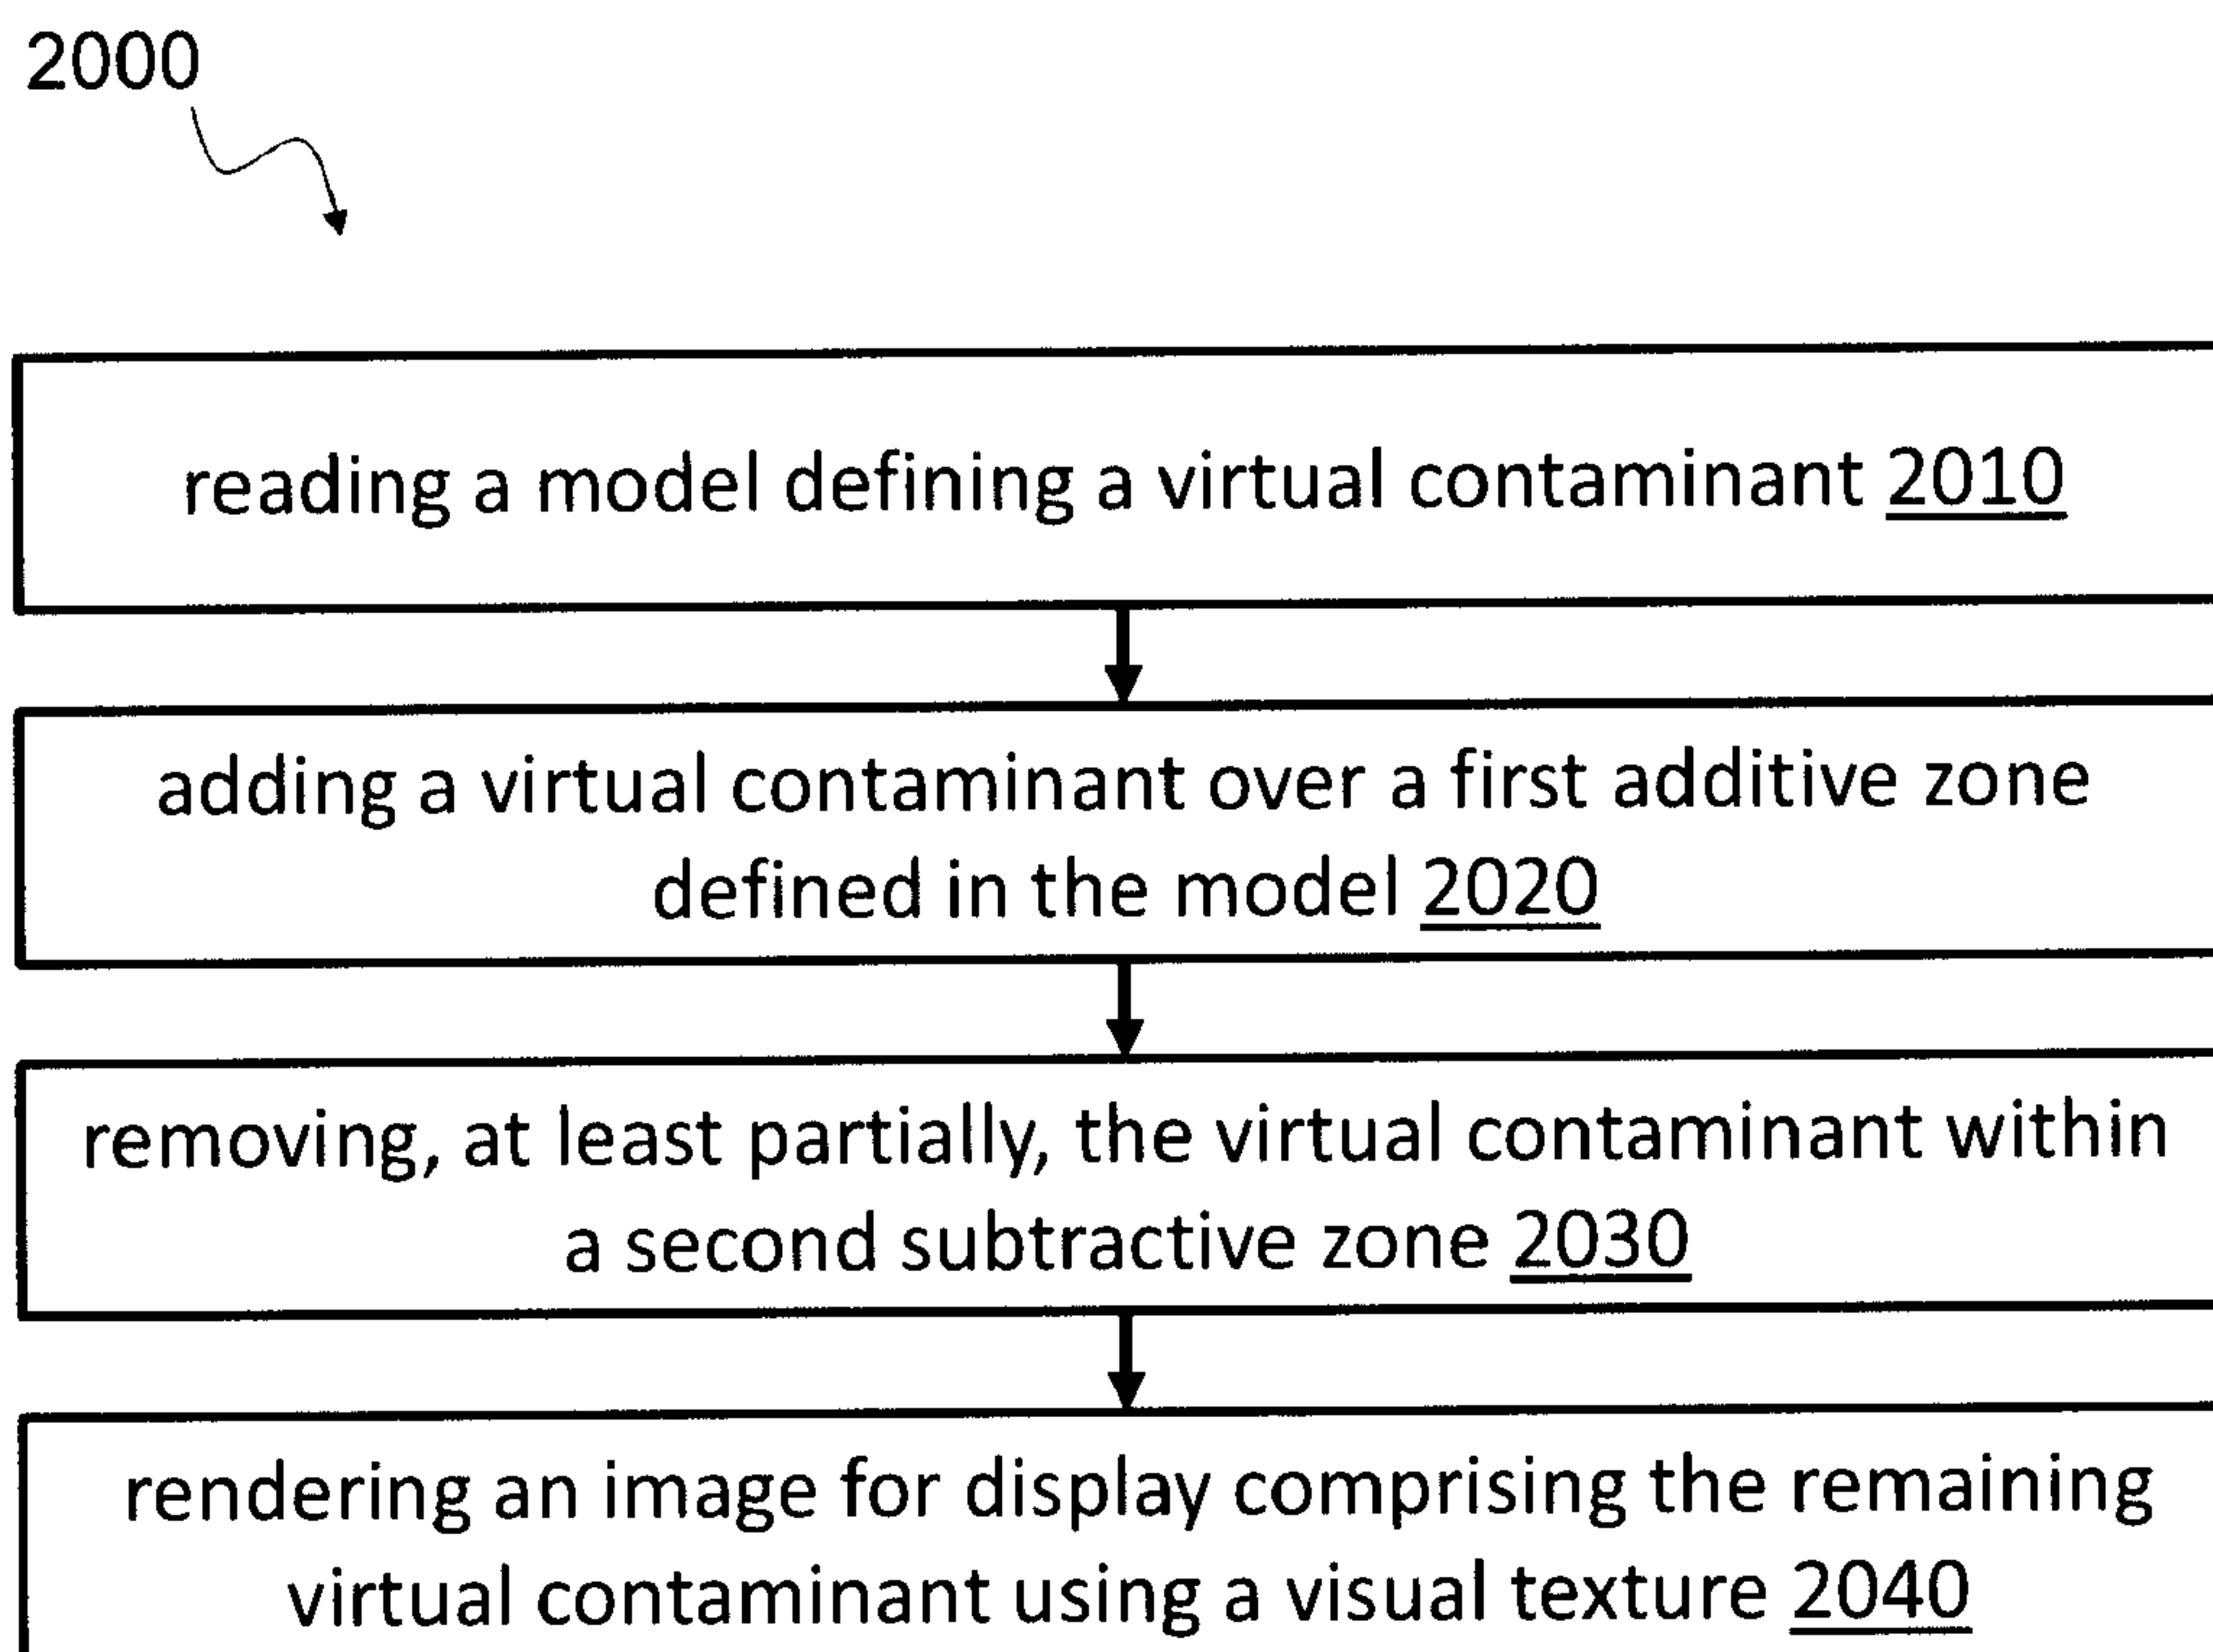 2000
reading a model defining a virtual contaminant 2010
adding a virtual contaminant over a first additive zone
defined in the model 2020
removing, at least partially, the virtual contaminant within
a second subtractive zone 2030
rendering an image for display comprising the remaining
virtual contaminant using a visual texture 2040